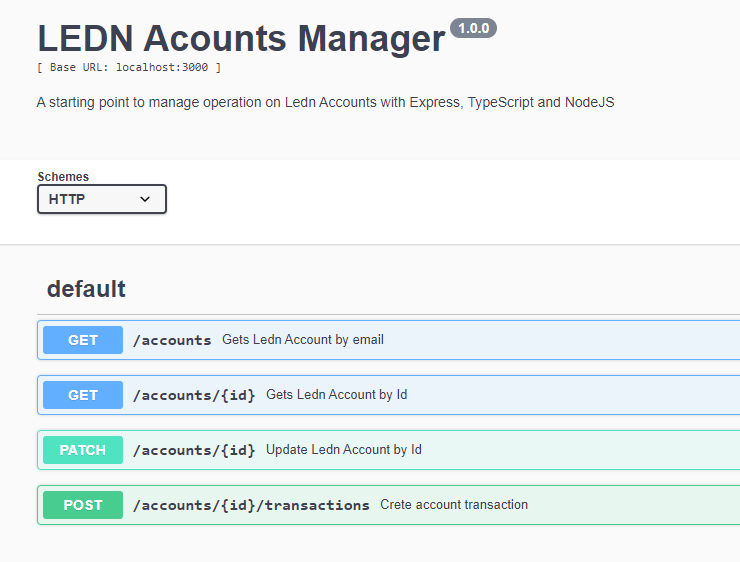 LEDN Acounts Manager 1.0.0
[ Base URL: localhost:3000 ]
A starting point to manage operation on Ledn Accounts with Express, TypeScript and NodeJS
Schemes
HTTP
default
GET /accounts Gets Ledn Account by email
GET /accounts/{id} Gets Ledn Account by Id
PATCH /accounts/{id} Update Ledn Account by Id
POST /accounts/{id}/transactions Crete account transaction